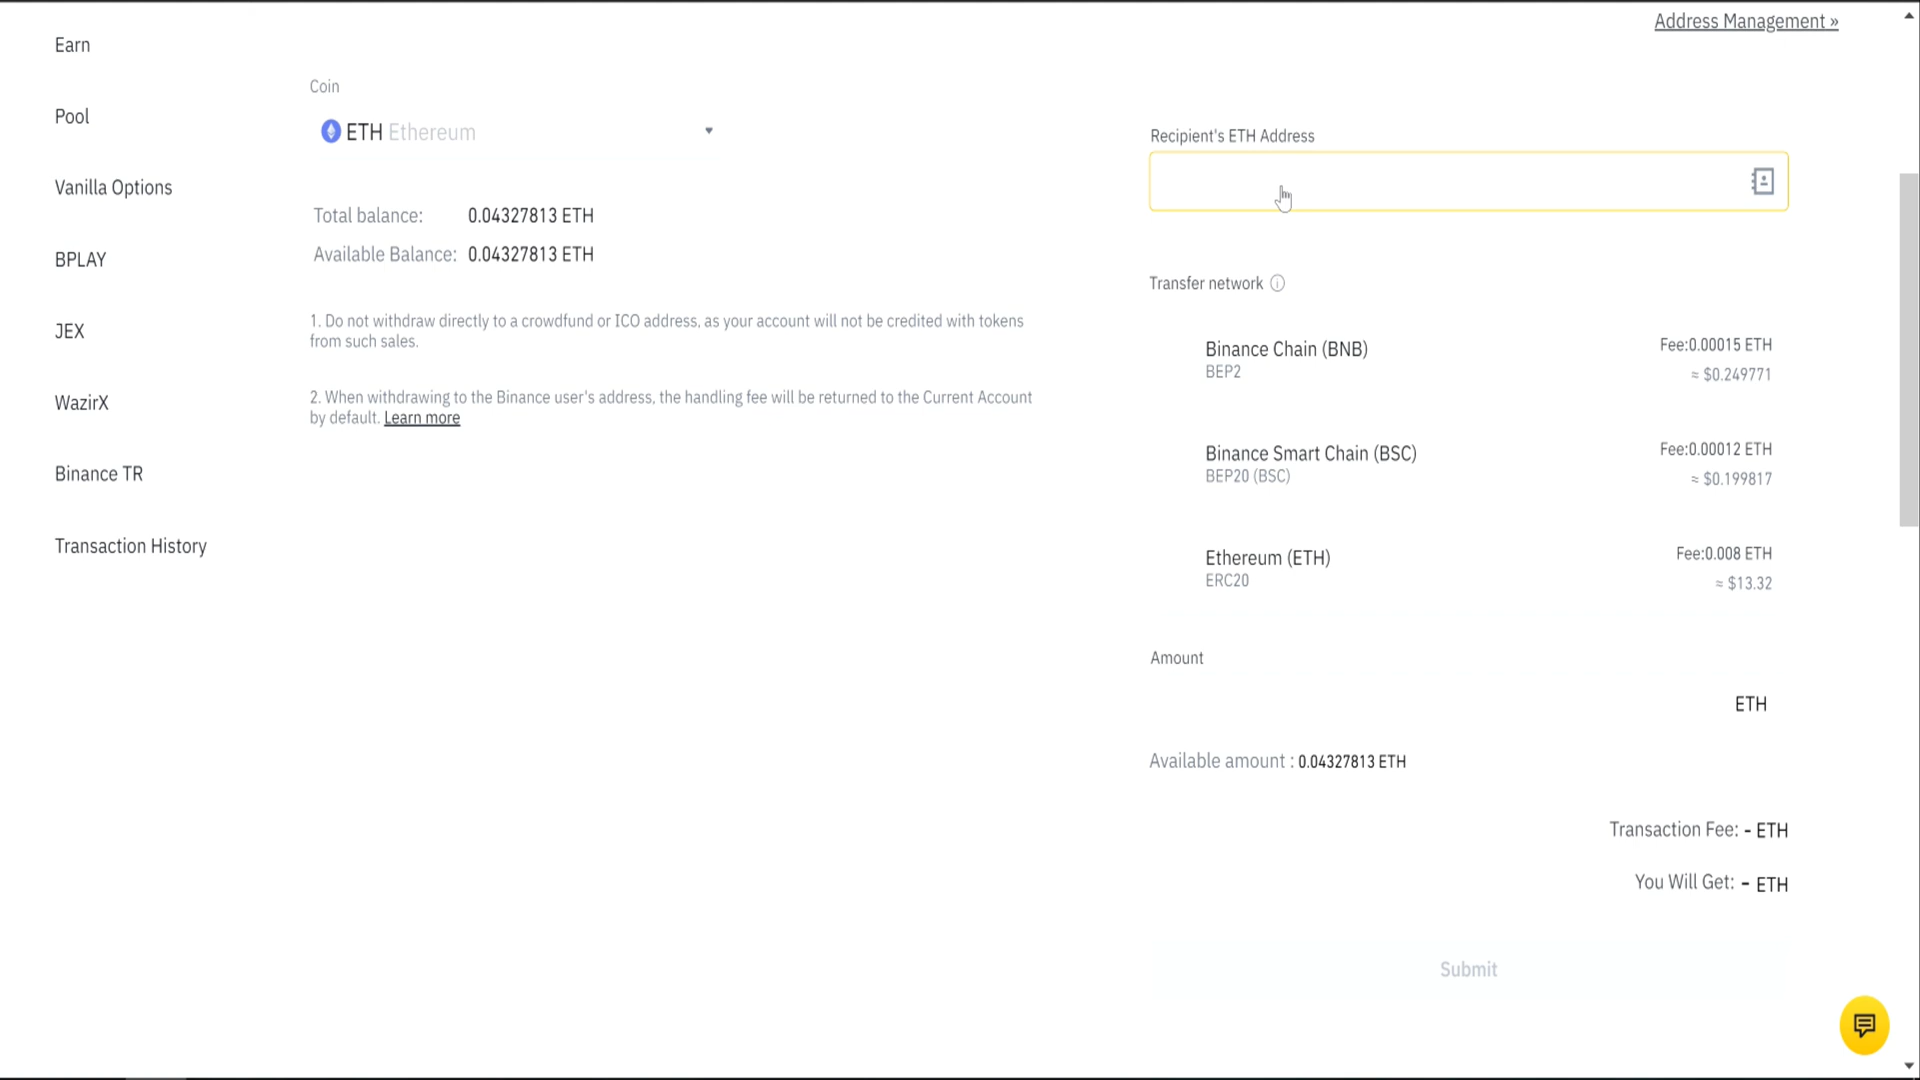 Address Management »
Earn
Pool
Vanilla Options
BPLAY
JEX
WazirX
Binance TR
Transaction History
Coin
ETH Ethereum
Total balance: 0.04327813 ETH
Available Balance: 0.04327813 ETH
1. Do not withdraw directly to a crowdfund or ICO address, as your account will not be credited with tokens
from such sales.
2. When withdrawing to the Binance user's address, the handling fee will be returned to the Current Account
by default. Learn more
Recipient's ETH Address
Transfer network
Binance Chain (BNB) Fee:0.00015 ETH
BEP2 ≈ $0.249771
Binance Smart Chain (BSC) Fee:0.00012 ETH
BEP20 (BSC) ≈ $0.199817
Ethereum (ETH) Fee:0.008 ETH
ERC20 ≈ $13.32
Amount
ETH
Available amount : 0.04327813 ETH
Transaction Fee: - ETH
You Will Get: - ETH
Submit